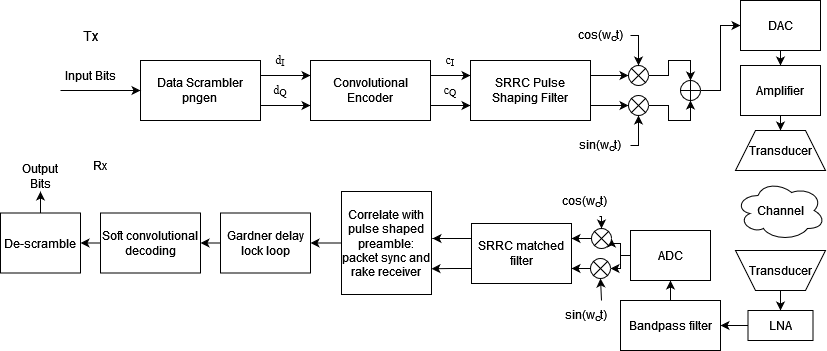 Tx
Input Bits
Data Scrambler
pngen
dI
dQ
Convolutional
Encoder
cI
cQ
SRRC Pulse
Shaping Filter
cos(wct)
sin(wct)
DAC
Amplifier
Transducer
Channel
Transducer
LNA
Bandpass filter
ADC
cos(wct)
sin(wct)
SRRC matched
filter
Correlate with
pulse shaped
preamble:
packet sync and
rake receiver
Gardner delay
lock loop
Soft convolutional
decoding
De-scramble
Output
Bits
Rx